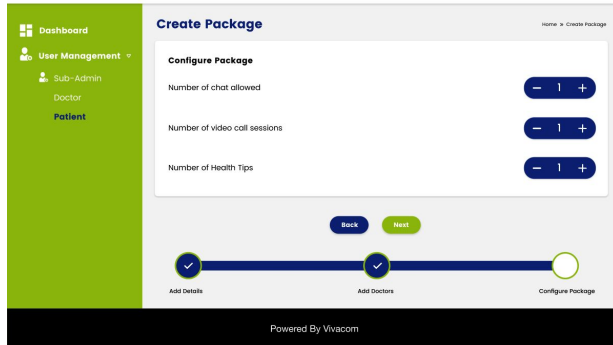 Dashboard
User Management
Sub-Admin
Doctor
Patient
Create Package
Home » Create Package
Configure Package
Number of chat allowed
- 1 +
Number of video call sessions
- 1 +
Number of Health Tips
- 1 +
Back Next
Add Details Add Doctors Configure Package
Powered By Vivacom